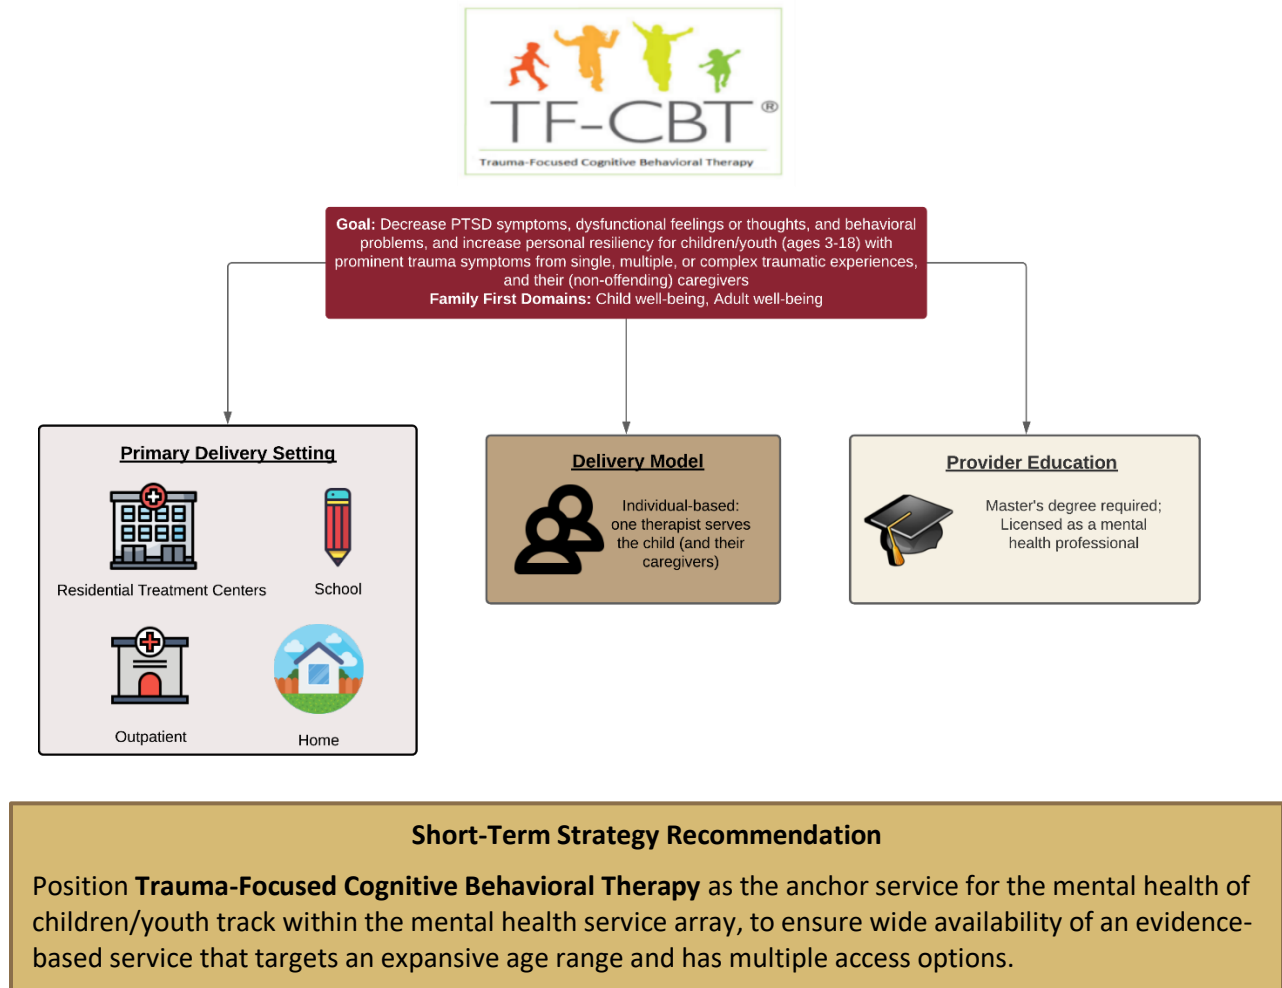 TF-CBT®
Trauma-Focused Cognitive Behavioral Therapy
Goal: Decrease PTSD symptoms, dysfunctional feelings or thoughts, and behavioral
problems, and increase personal resiliency for children/youth (ages 3-18) with
prominent trauma symptoms from single, multiple, or complex traumatic experiences,
and their (non-offending) caregivers
Family First Domains: Child well-being, Adult well-being
Primary Delivery Setting
Residential Treatment Centers
School
Outpatient
Home
Delivery Model
Individual-based:
one therapist serves
the child (and their
caregivers)
Provider Education
Master's degree required;
Licensed as a mental
health professional
Short-Term Strategy Recommendation
Position Trauma-Focused Cognitive Behavioral Therapy as the anchor service for the mental health of
children/youth track within the mental health service array, to ensure wide availability of an evidence-
based service that targets an expansive age range and has multiple access options.